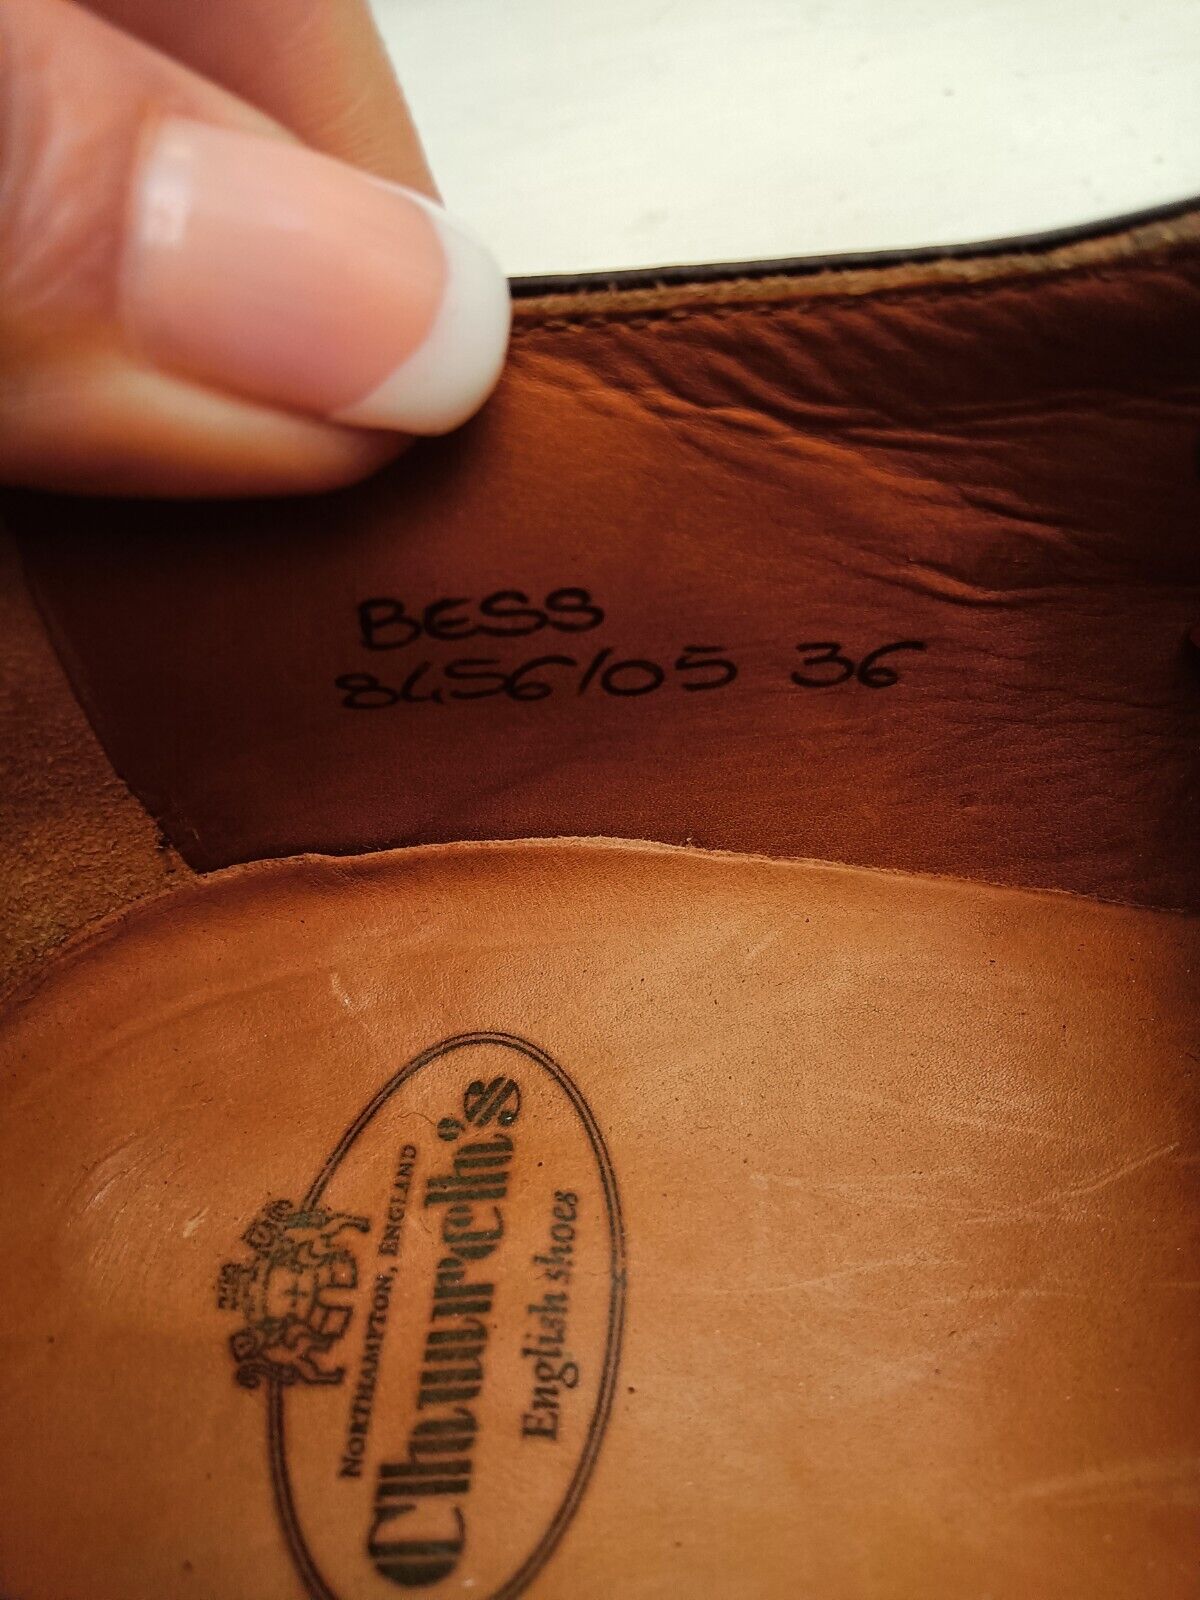 BESS
8456/05 36
NORTHAMPTON, ENGLAND
Church's
English shoes